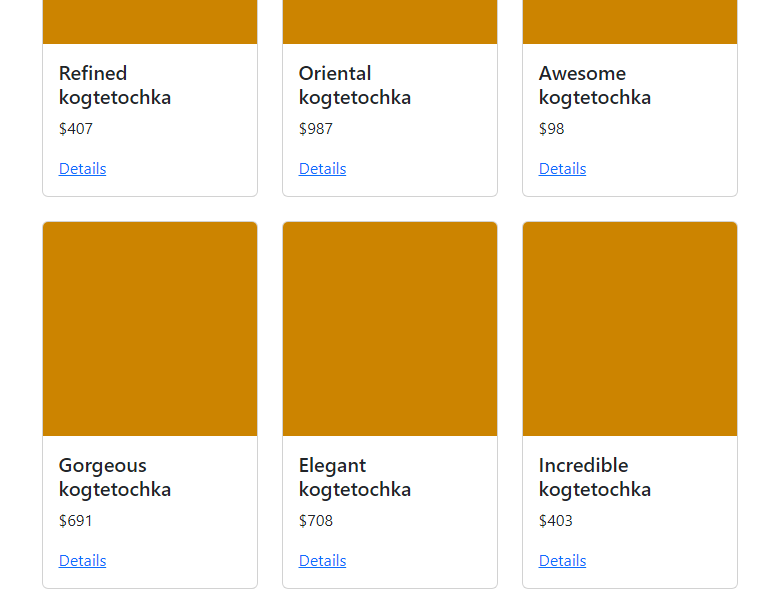 Refined
kogtetochka
$407
Details
Oriental
kogtetochka
$987
Details
Awesome
kogtetochka
$98
Details
Gorgeous
kogtetochka
$691
Details
Elegant
kogtetochka
$708
Details
Incredible
kogtetochka
$403
Details